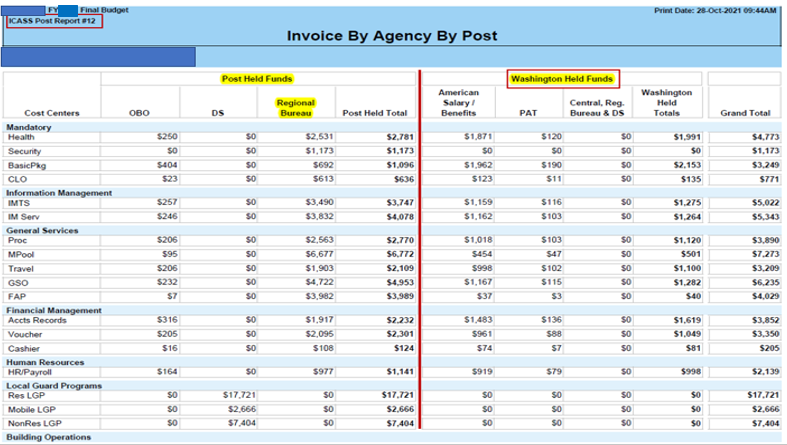 FY Final Budget Print Date: 28-Oct-2021 09:44AM
ICASS Post Report #12
Invoice By Agency By Post
Post Held Funds Washington Held Funds
Cost Centers OBO DS Regional Bureau Post Held Total American Salary / Benefits PAT Central, Reg. Bureau & DS Washington Held Totals Grand Total
Mandatory
Health $250 $0 $2,531 $2,781 $1,871 $120 $0 $1,991 $4,773
Security $0 $0 $1,173 $1,173 $0 $0 $0 $0 $1,173
BasicPkg $404 $0 $692 $1,096 $1,962 $190 $0 $2,153 $3,249
CLO $23 $0 $613 $636 $123 $11 $0 $135 $771
Information Management
IMTS $257 $0 $3,490 $3,747 $1,159 $116 $0 $1,275 $5,022
IM Serv $246 $0 $3,832 $4,078 $1,162 $103 $0 $1,264 $5,343
General Services
Proc $206 $0 $2,563 $2,770 $1,018 $103 $0 $1,120 $3,890
MPool $95 $0 $6,677 $6,772 $454 $47 $0 $501 $7,273
Travel $206 $0 $1,903 $2,109 $998 $102 $0 $1,100 $3,209
GSO $232 $0 $4,722 $4,953 $1,167 $115 $0 $1,282 $6,235
FAP $7 $0 $3,982 $3,989 $37 $3 $0 $40 $4,029
Financial Management
Accts Records $316 $0 $1,917 $2,232 $1,483 $136 $0 $1,619 $3,852
Voucher $205 $0 $2,095 $2,301 $961 $88 $0 $1,049 $3,350
Cashier $16 $0 $108 $124 $74 $7 $0 $81 $205
Human Resources
HR/Payroll $164 $0 $977 $1,141 $919 $79 $0 $998 $2,139
Local Guard Programs
Res LGP $0 $17,721 $0 $17,721 $0 $0 $0 $0 $17,721
Mobile LGP $0 $2,666 $0 $2,666 $0 $0 $0 $0 $2,666
NonRes LGP $0 $7,404 $0 $7,404 $0 $0 $0 $0 $7,404
Building Operations